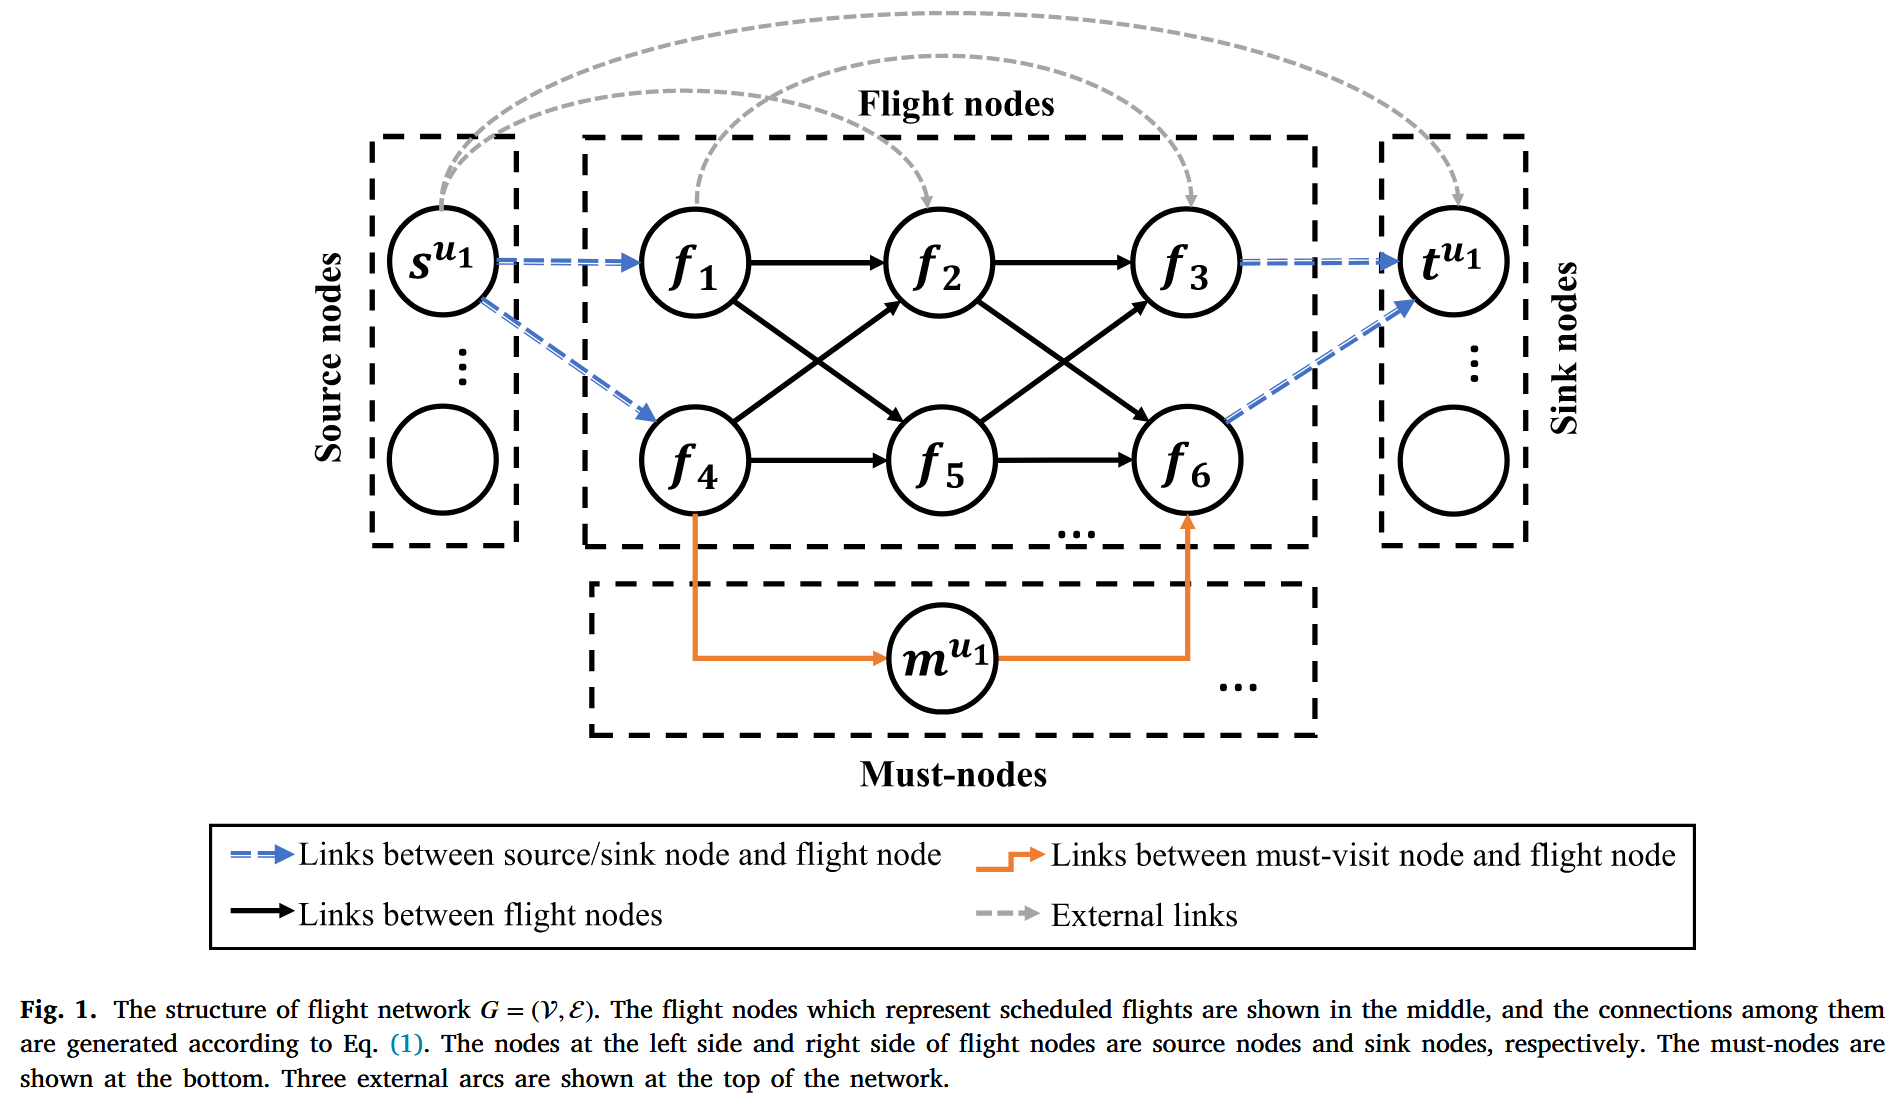 Flight nodes
Source nodes
s^{u_1}
f_1
f_2
f_3
t^{u_1}
Sink nodes
f_4
f_5
f_6
...
m^{u_1}
...
Must-nodes
Links between source/sink node and flight node
Links between must-visit node and flight node
Links between flight nodes
External links
Fig. 1. The structure of flight network G = (𝒱, ℰ). The flight nodes which represent scheduled flights are shown in the middle, and the connections among them
are generated according to Eq. (1). The nodes at the left side and right side of flight nodes are source nodes and sink nodes, respectively. The must-nodes are
shown at the bottom. Three external arcs are shown at the top of the network.